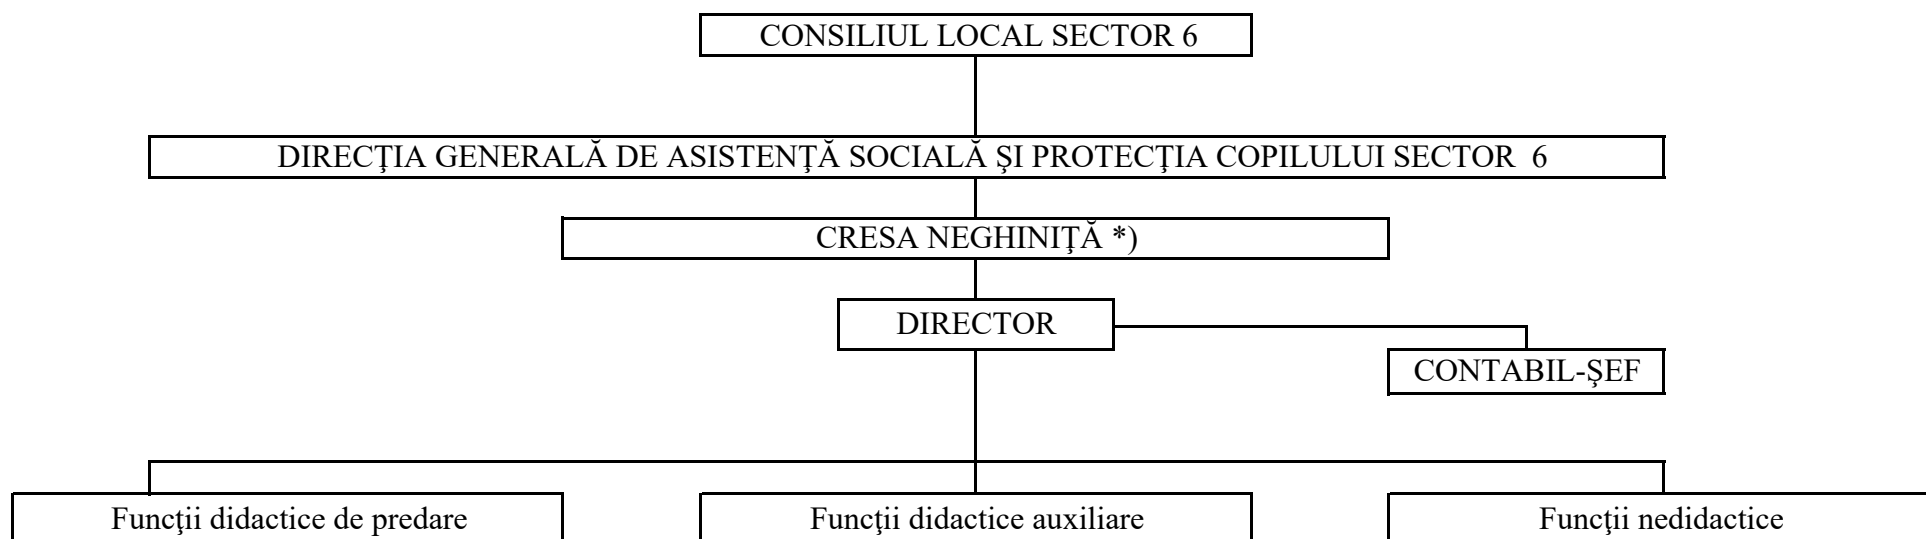 CONSILIUL LOCAL SECTOR 6
DIRECŢIA GENERALĂ DE ASISTENŢĂ SOCIALĂ ŞI PROTECŢIA COPILULUI SECTOR 6
CRESA NEGHINIŢĂ *)
DIRECTOR
CONTABIL-ŞEF
Funcţii didactice de predare
Funcţii didactice auxiliare
Funcţii nedidactice